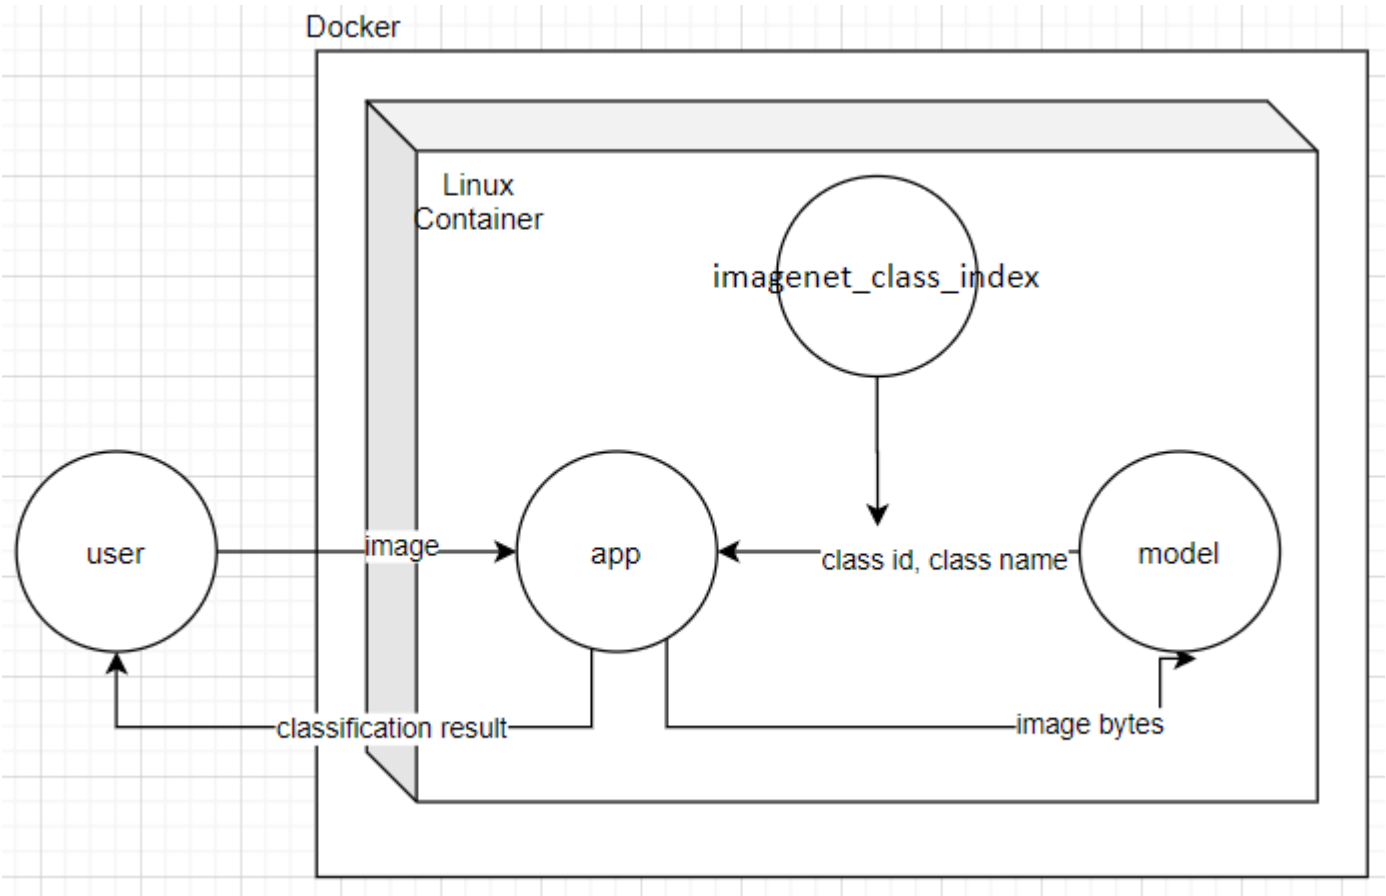 Docker
Linux
Container
imagenet_class_index
user
image
app
class id, class name
model
classification result
image bytes